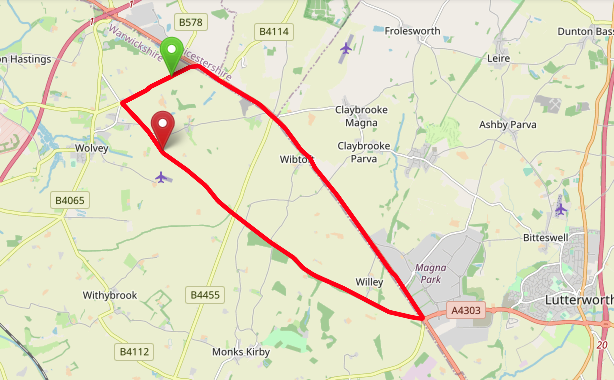 1
B578
B4114
Frolesworth
Dunton Bass
Warwickshire
Leicestershire
on Hastings
Leire
Claybrooke
Magna
Ashby Parva
Claybrooke
Parva
Wolvey
Wibtoft
B4065
Bitteswell
Magna
Park
Willey
Withybrook
B4455
A4303
Lutterworth
20
B4112
Monks Kirby